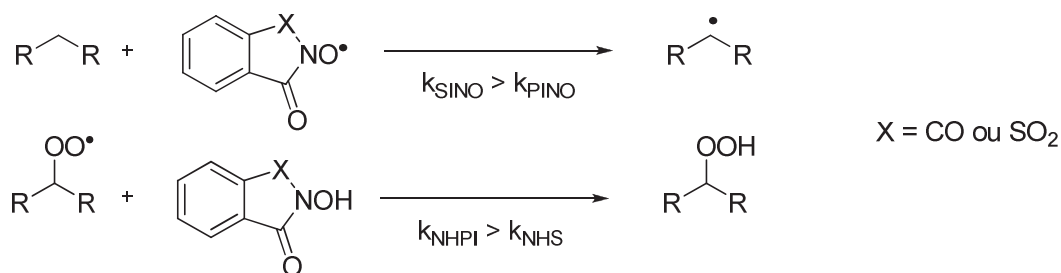 R R + X NO• O k_SINO > k_PINO • R R
X = CO ou SO₂
OO• R R + X NOH O k_NHPI > k_NHS OOH R R